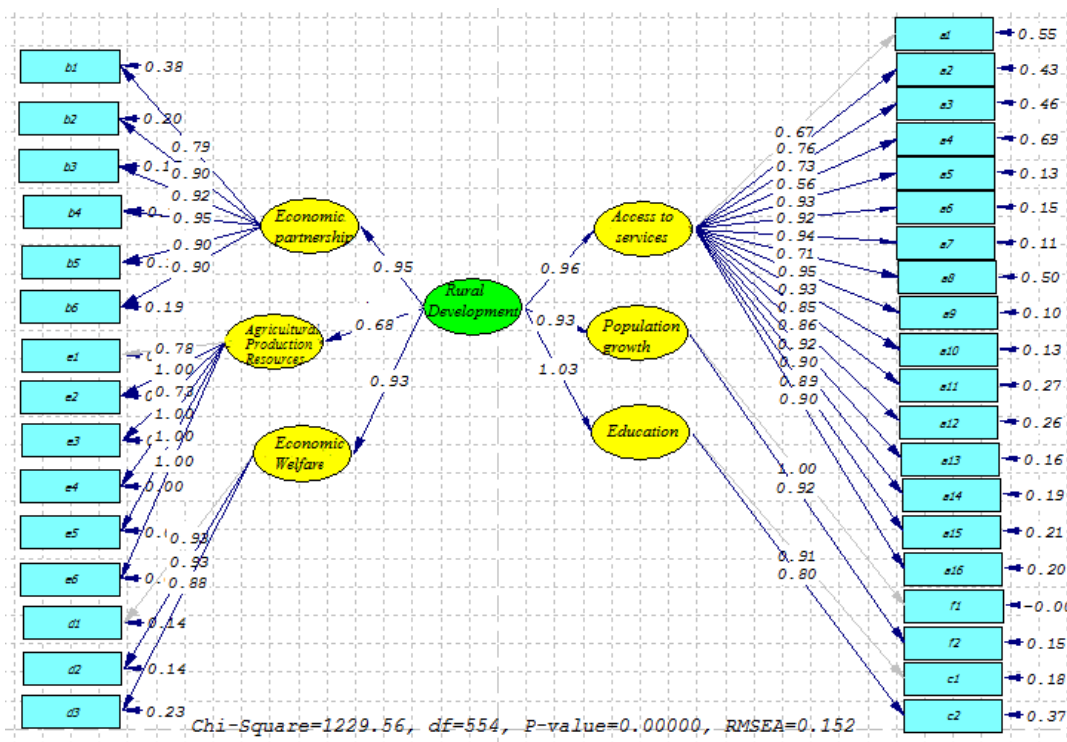 b1
0.38
b2
0.20
b3
b4
b5
b6
0.19
e1
e2
e3
e4
0.00
e5
e6
d1
0.14
d2
0.14
d3
0.23
0.79
0.90
0.92
0.95
0.90
0.90
0.78
1.00
0.73
1.00
1.00
1.00
0.93
0.93
0.88
Economic
partnership
Agricultural
Production
Resources
Economic
Welfare
0.95
0.68
0.93
Rural
Development
0.96
0.93
1.03
Access to
services
Population
growth
Education
0.67
0.76
0.73
0.56
0.93
0.92
0.94
0.71
0.95
0.93
0.85
0.86
0.92
0.90
0.89
0.90
1.00
0.92
0.91
0.80
a1
0.55
a2
0.43
a3
0.46
a4
0.69
a5
0.13
a6
0.15
a7
0.11
a8
0.50
a9
0.10
a10
0.13
a11
0.27
a12
0.26
a13
0.16
a14
0.19
a15
0.21
a16
0.20
f1
f2
0.15
c1
0.18
c2
0.37
Chi-Square=1229.56, df=554, P-value=0.00000, RMSEA=0.152